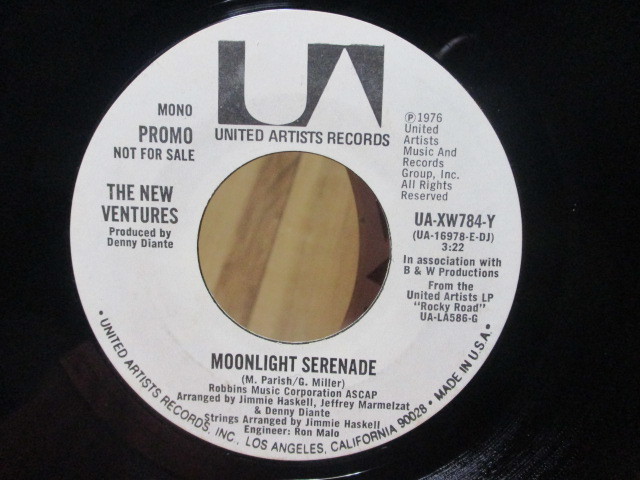 UA
UNITED ARTISTS RECORDS
MONO
PROMO
NOT FOR SALE
THE NEW
VENTURES
Produced by
Denny Diante
Ⓟ1976
United
Artists
Music And
Records
Group, Inc.
All Rights
Reserved
UA-XW784-Y
(UA-16978-E-DJ)
3:22
In association with
B & W Productions
From the
United Artists LP
"Rocky Road"
UA-LA586-G
MOONLIGHT SERENADE
(M. Parish/G. Miller)
Robbins Music Corporation ASCAP
Arranged by Jimmie Haskell, Jeffrey Marmelzat
& Denny Diante
Strings Arranged by Jimmie Haskell
Engineer: Ron Malo
• UNITED ARTISTS RECORDS, INC., LOS ANGELES, CALIFORNIA 90028 • MADE IN U.S.A. •